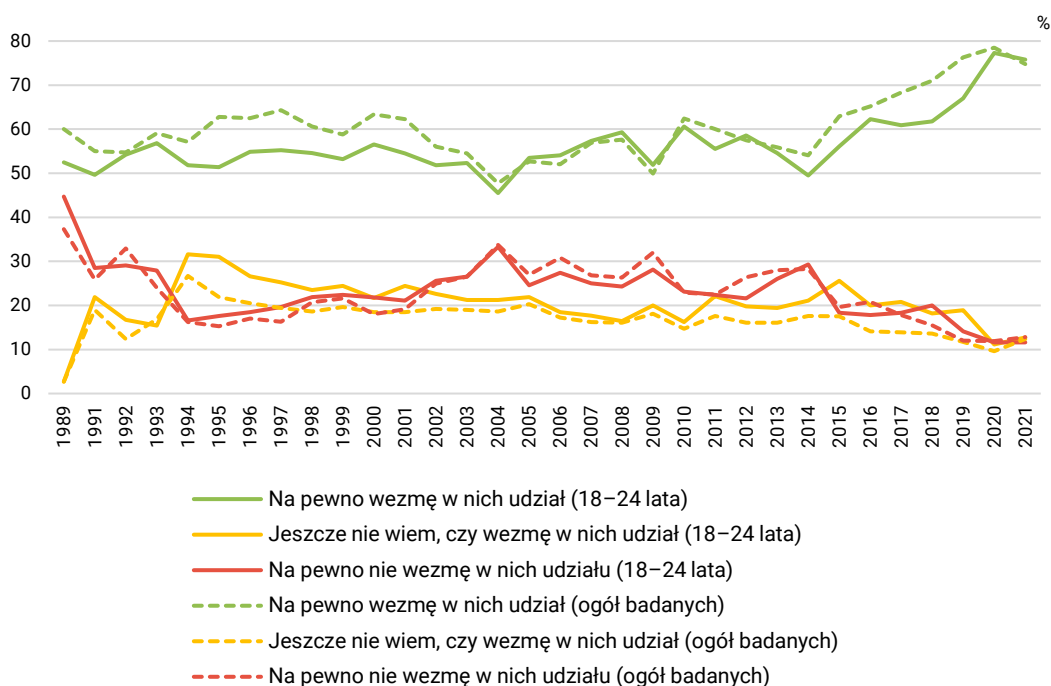 %
80
70
60
50
40
30
20
10
0
1989 1991 1992 1993 1994 1995 1996 1997 1998 1999 2000 2001 2002 2003 2004 2005 2006 2007 2008 2009 2010 2011 2012 2013 2014 2015 2016 2017 2018 2019 2020 2021
Na pewno wezmę w nich udział (18–24 lata)
Jeszcze nie wiem, czy wezmę w nich udział (18–24 lata)
Na pewno nie wezmę w nich udziału (18–24 lata)
Na pewno wezmę w nich udział (ogół badanych)
Jeszcze nie wiem, czy wezmę w nich udział (ogół badanych)
Na pewno nie wezmę w nich udziału (ogół badanych)